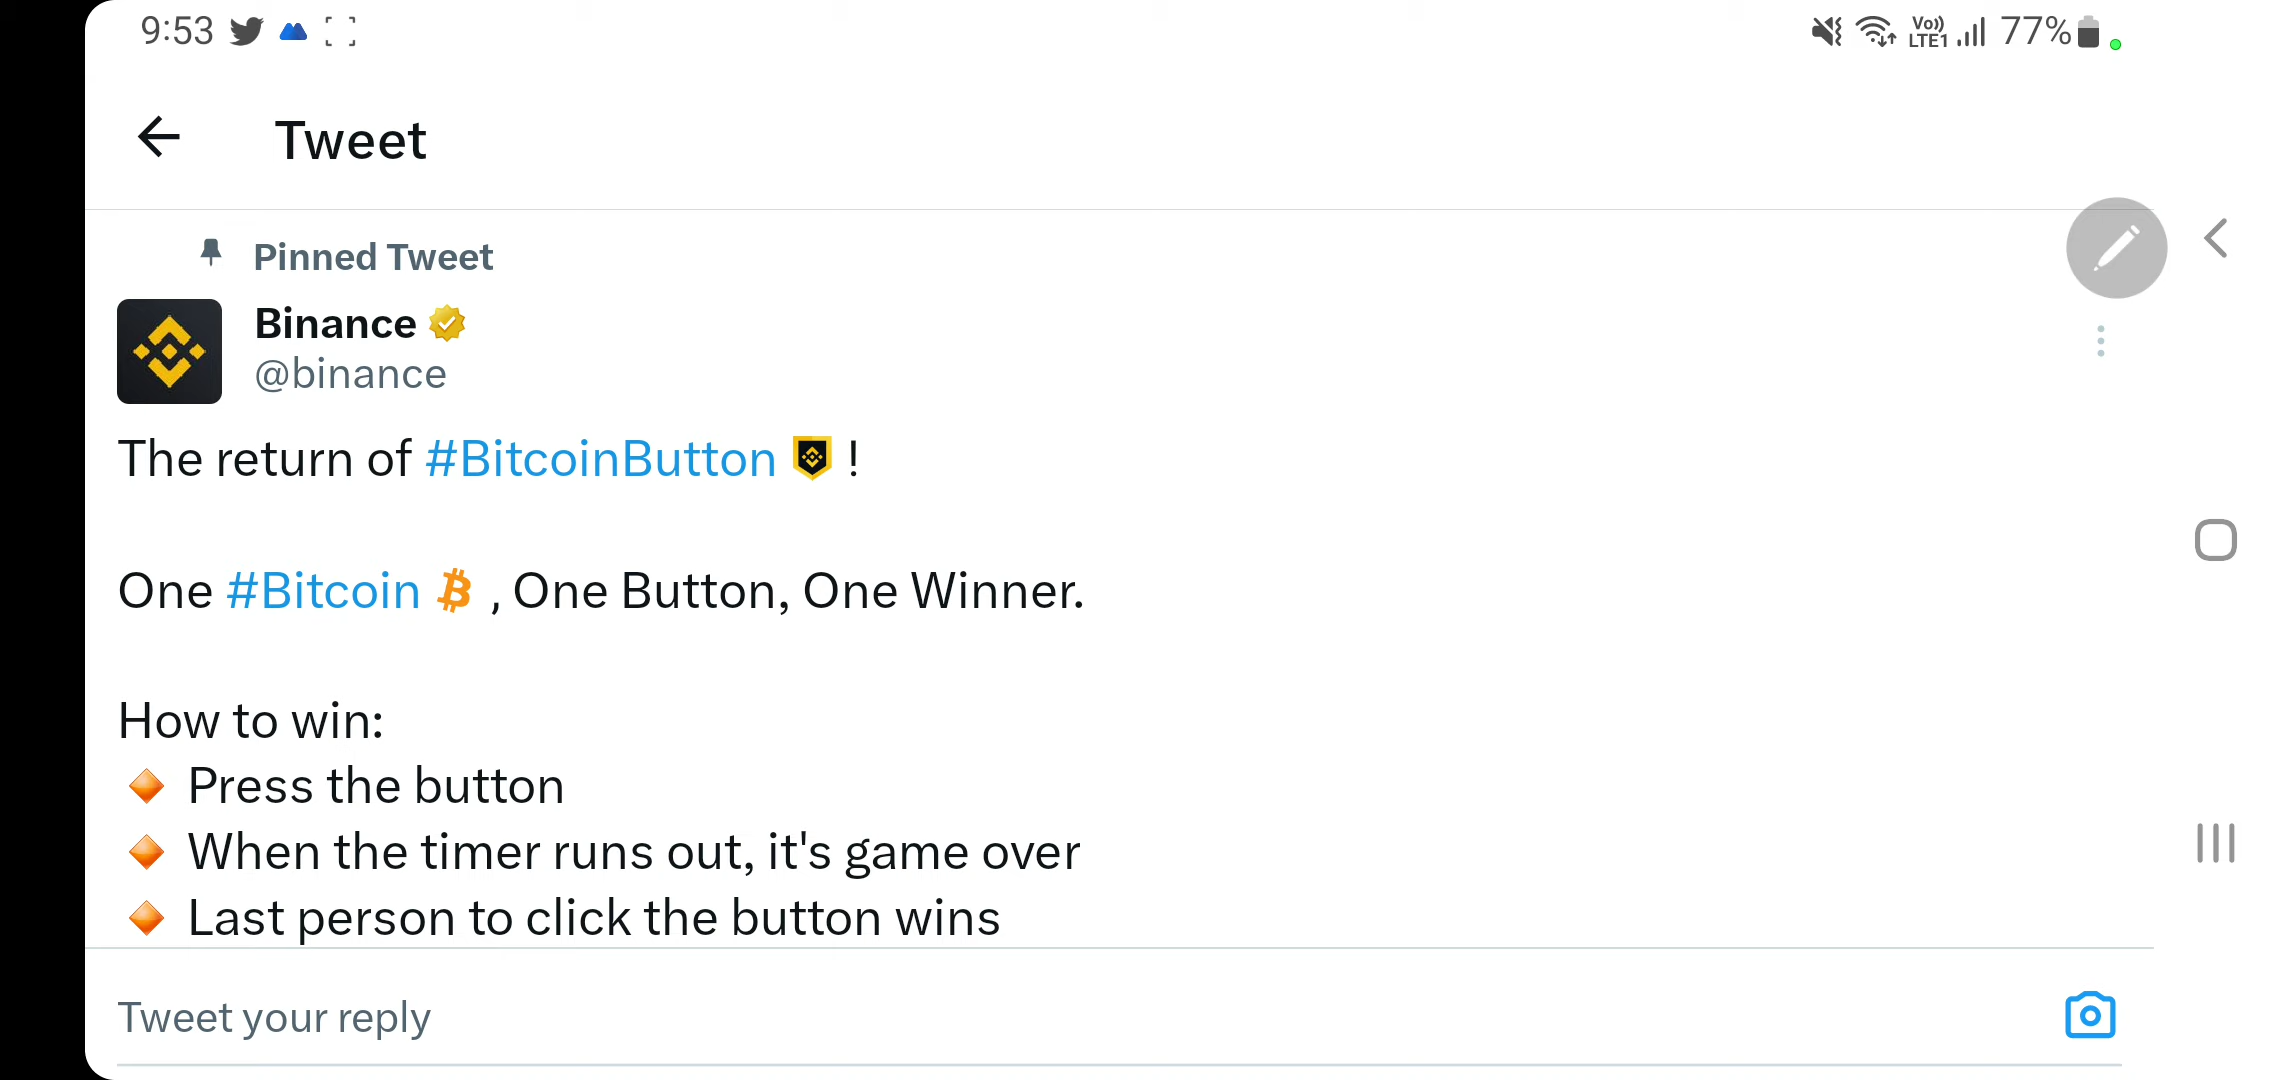 9:53 Vo)) LTE1 77%
Tweet
Pinned Tweet
Binance
@binance
The return of #BitcoinButton !
One #Bitcoin , One Button, One Winner.
How to win:
Press the button
When the timer runs out, it's game over
Last person to click the button wins
Tweet your reply